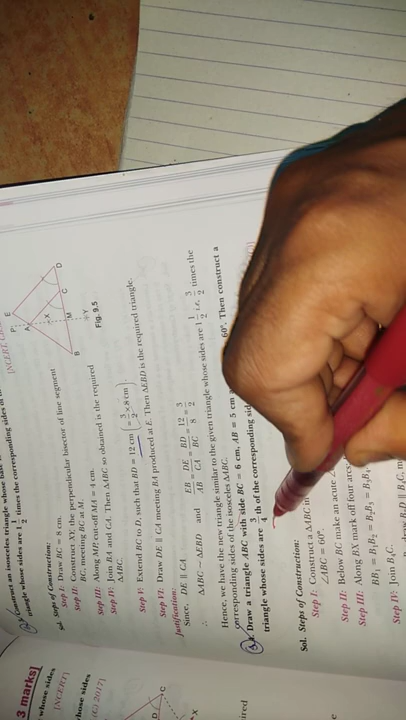 3 marks
whose sides
[NCERT]
whose sides
(C) 2017)
Construct an isosceles triangle whose base
triangle whose sides are 1 1/2 times the corresponding sides of
Sol. Steps of Construction:
Step I: Draw BC = 8 cm.
Step II: Construct XY, the perpendicular bisector of line segment
BC, meeting BC at M.
Step III: Along MP, cut-off MA = 4 cm.
Step IV: Join BA and CA. Then ΔABC so obtained is the required
ΔABC.
Step V: Extend BC to D, such that BD = 12 cm (= 3/2 × 8 cm)
Step VI: Draw DE || CA meeting BA produced at E. Then ΔEBD is the required triangle.
P E
A
X
B M C D
Y
Fig. 9.5
Justification:
Since, DE || CA
∴ ΔABC ~ ΔEBD and EB/AB = DE/CA = BD/BC = 12/8 = 3/2
Hence, we have the new triangle similar to the given triangle whose sides are 1 1/2 i.e. 3/2 times the
corresponding sides of the isosceles ΔABC.
Draw a triangle ABC with side BC = 6 cm, AB = 5 cm 60°. Then construct a
triangle whose sides are 3/4 th of the corresponding sid
Sol. Steps of Construction:
Step I: Construct a ΔABC in
∠ABC = 60°.
Step II: Below BC make an acute ∠
Step III: Along BX mark off four arcs
BB₁ = B₁B₂ = B₂B₃ = B₃B₄
Step IV: Join B₄C.